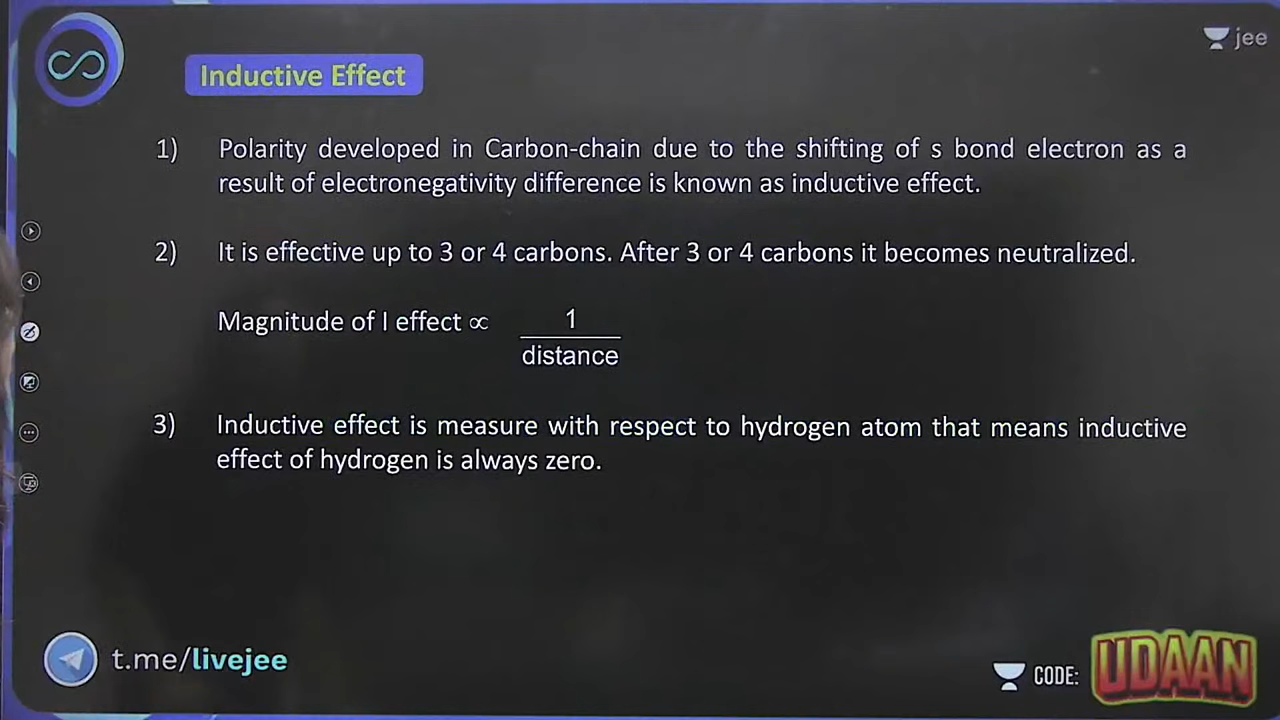 jee
Inductive Effect
1) Polarity developed in Carbon-chain due to the shifting of s bond electron as a
result of electronegativity difference is known as inductive effect.
2) It is effective up to 3 or 4 carbons. After 3 or 4 carbons it becomes neutralized.
Magnitude of I effect ∝ 1
distance
3) Inductive effect is measure with respect to hydrogen atom that means inductive
effect of hydrogen is always zero.
t.me/livejee
CODE: UDAAN